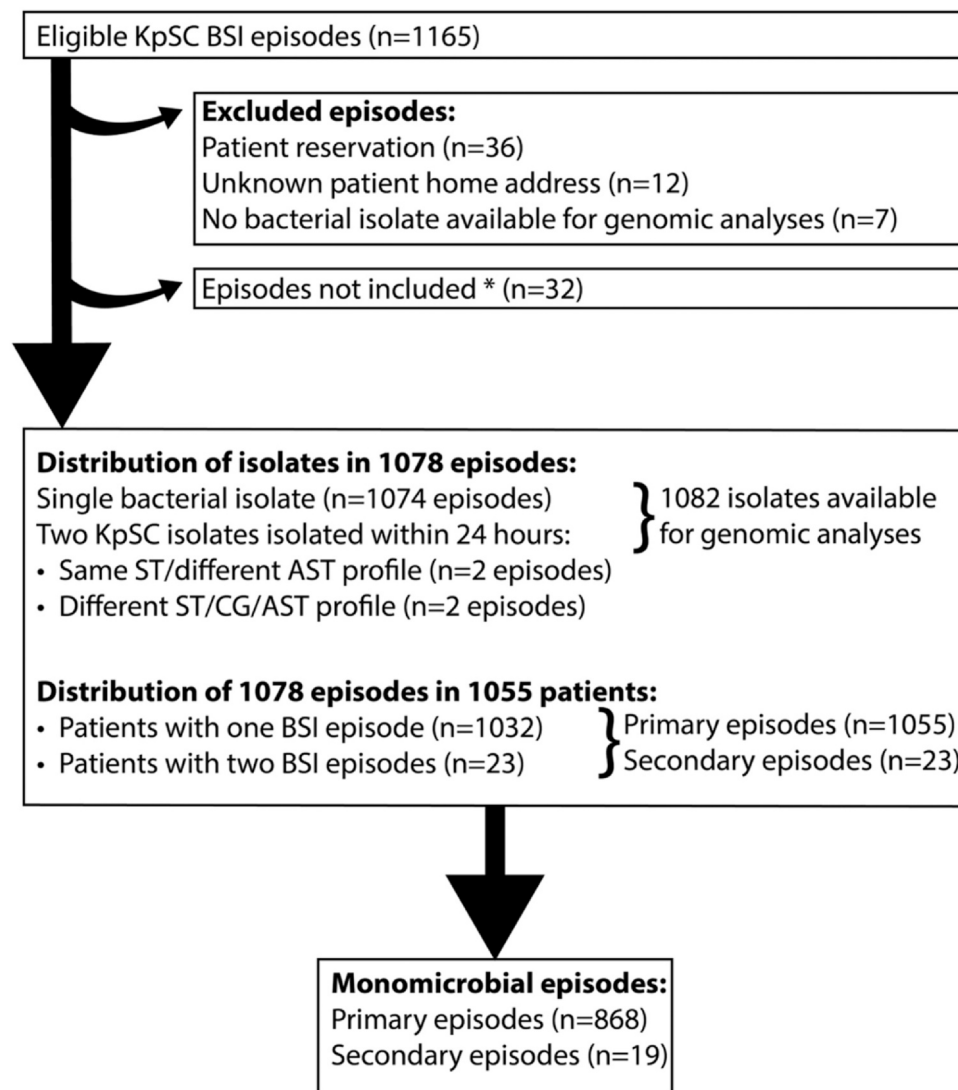 Eligible KpSC BSI episodes (n=1165)
Excluded episodes:
Patient reservation (n=36)
Unknown patient home address (n=12)
No bacterial isolate available for genomic analyses (n=7)
Episodes not included * (n=32)
Distribution of isolates in 1078 episodes:
Single bacterial isolate (n=1074 episodes)
Two KpSC isolates isolated within 24 hours:
• Same ST/different AST profile (n=2 episodes)
• Different ST/CG/AST profile (n=2 episodes)
1082 isolates available
for genomic analyses
Distribution of 1078 episodes in 1055 patients:
• Patients with one BSI episode (n=1032)
• Patients with two BSI episodes (n=23)
Primary episodes (n=1055)
Secondary episodes (n=23)
Monomicrobial episodes:
Primary episodes (n=868)
Secondary episodes (n=19)